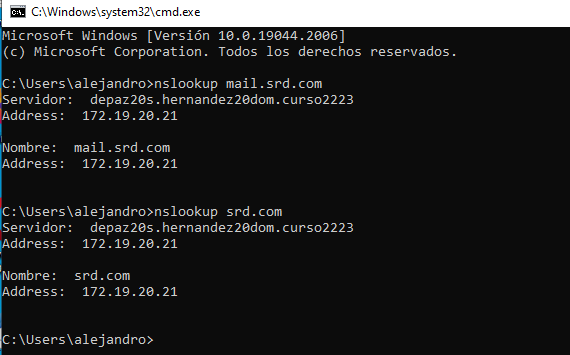 C:\Windows\system32\cmd.exe
Microsoft Windows [Versión 10.0.19044.2006]
(c) Microsoft Corporation. Todos los derechos reservados.
C:\Users\alejandro>nslookup mail.srd.com
Servidor:  depaz20s.hernandez20dom.curso2223
Address:  172.19.20.21
Nombre:  mail.srd.com
Address:  172.19.20.21
C:\Users\alejandro>nslookup srd.com
Servidor:  depaz20s.hernandez20dom.curso2223
Address:  172.19.20.21
Nombre:  srd.com
Address:  172.19.20.21
C:\Users\alejandro>